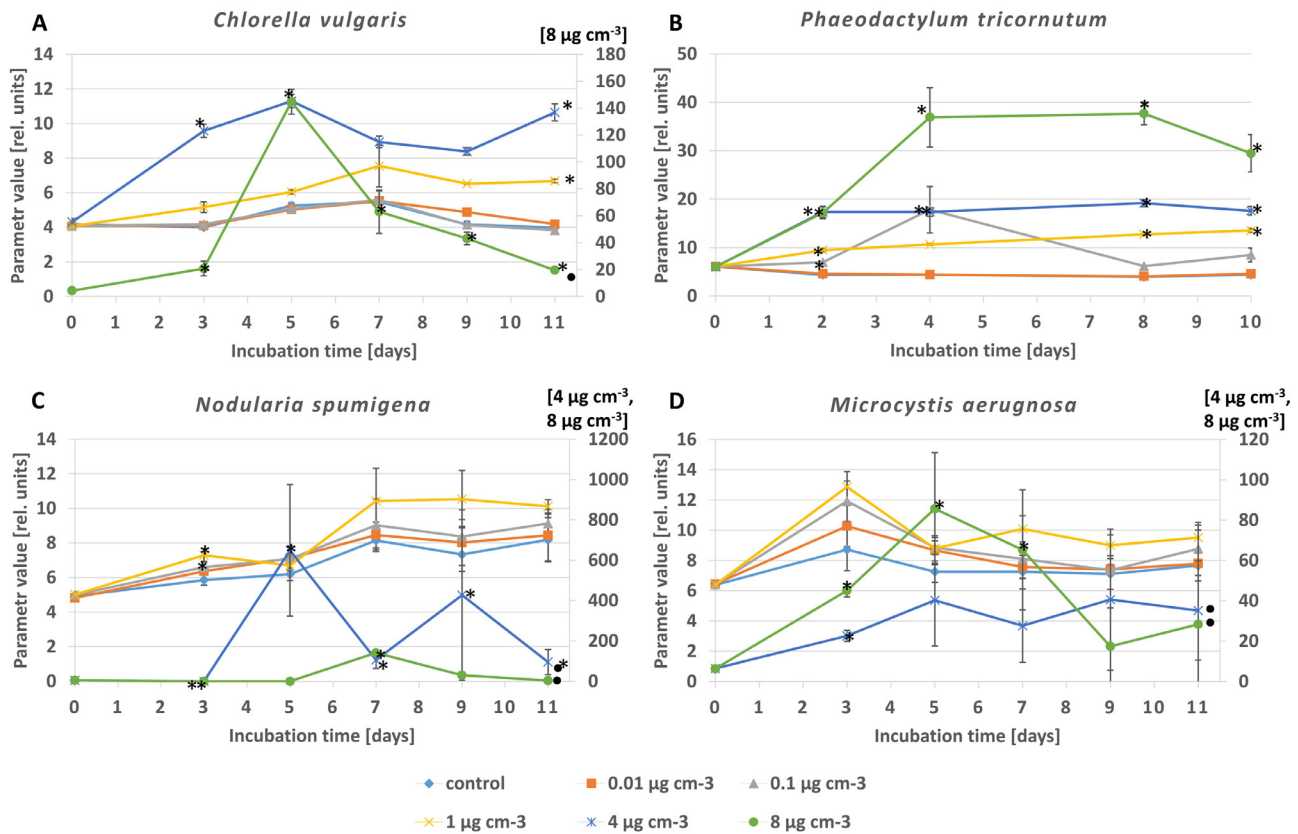 A
Chlorella vulgaris
[8 µg cm-3]
Parametr value [rel. units]
14
12
10
8
6
4
2
0
180
160
140
120
100
80
60
40
20
0
0 1 2 3 4 5 6 7 8 9 10 11
Incubation time [days]
B
Phaeodactylum tricornutum
Parametr value [rel. units]
50
40
30
20
10
0
0 1 2 3 4 5 6 7 8 9 10
Incubation time [days]
C
Nodularia spumigena
[4 µg cm-3,
8 µg cm-3]
Parametr value [rel. units]
14
12
10
8
6
4
2
0
1200
1000
800
600
400
200
0
0 1 2 3 4 5 6 7 8 9 10 11
Incubation time [days]
D
Microcystis aerugnosa
[4 µg cm-3,
8 µg cm-3]
Parametr value [rel. units]
16
14
12
10
8
6
4
2
0
120
100
80
60
40
20
0
0 1 2 3 4 5 6 7 8 9 10 11
Incubation time [days]
control 0.01 µg cm-3 0.1 µg cm-3
1 µg cm-3 4 µg cm-3 8 µg cm-3